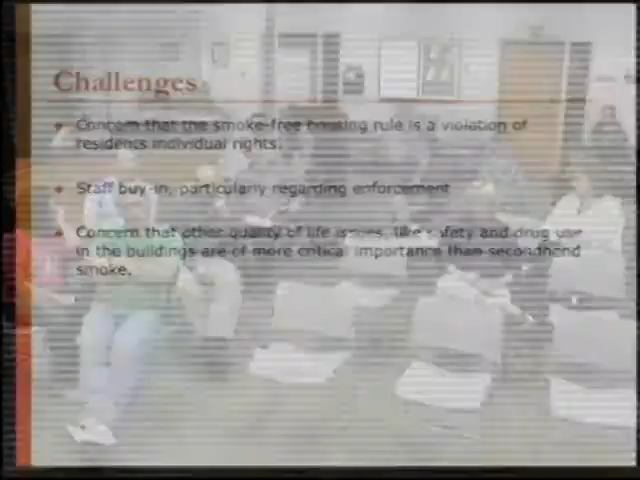 Challenges
Concern that the smoke-free housing rule is a violation of
residents individual rights.
Staff buy-in, particularly regarding enforcement
Concern that other quality of life issues, like safety and drug use
in the buildings are of more critical importance than secondhand
smoke.